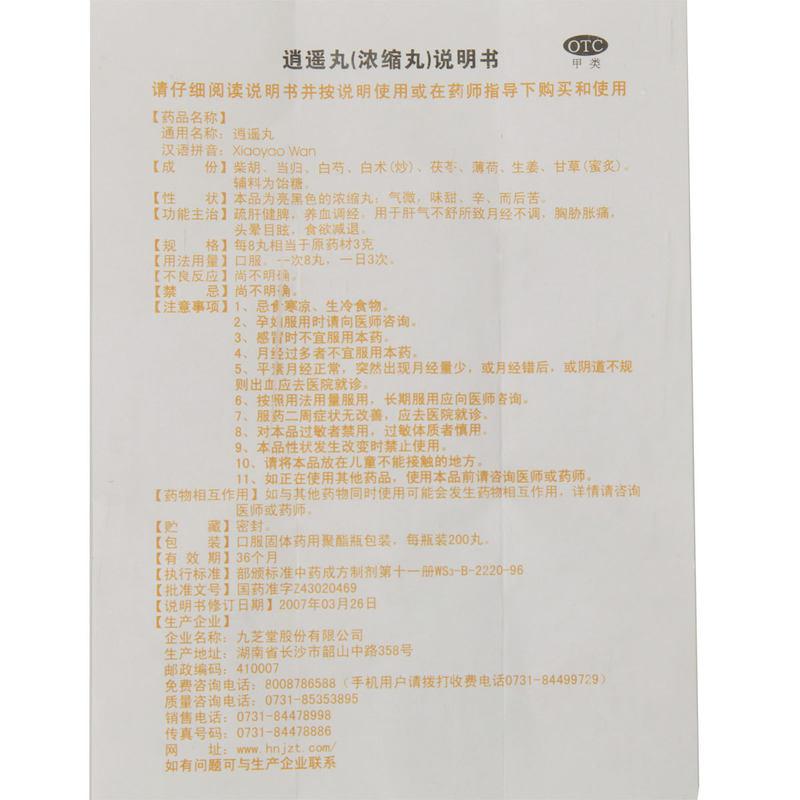 OTC
甲类
逍遥丸(浓缩丸)说明书
请仔细阅读说明书并按说明使用或在药师指导下购买和使用
【药品名称】
通用名称：逍遥丸
汉语拼音：Xiaoyao Wan
【成 份】柴胡、当归、白芍、白术(炒)、茯苓、薄荷、生姜、甘草(蜜炙)。
辅料为饴糖。
【性 状】本品为亮黑色的浓缩丸；气微，味甜、辛、而后苦。
【功能主治】疏肝健脾，养血调经，用于肝气不舒所致月经不调，胸胁胀痛，
头晕目眩，食欲减退。
【规 格】每8丸相当于原药材3克
【用法用量】口服。一次8丸，一日3次。
【不良反应】尚不明确。
【禁 忌】尚不明确。
【注意事项】1、忌食寒凉、生冷食物。
2、孕妇服用时请向医师咨询。
3、感冒时不宜服用本药。
4、月经过多者不宜服用本药。
5、平素月经正常，突然出现月经量少，或月经错后，或阴道不规
则出血应去医院就诊。
6、按照用法用量服用，长期服用应向医师咨询。
7、服药二周症状无改善，应去医院就诊。
8、对本品过敏者禁用，过敏体质者慎用。
9、本品性状发生改变时禁止使用。
10、请将本品放在儿童不能接触的地方。
11、如正在使用其他药品，使用本品前请咨询医师或药师。
【药物相互作用】如与其他药物同时使用可能会发生药物相互作用，详情请咨询
医师或药师。
【贮 藏】密封。
【包 装】口服固体药用聚酯瓶包装，每瓶装200丸。
【有 效 期】36个月
【执行标准】部颁标准中药成方制剂第十一册WS₃-B-2220-96
【批准文号】国药准字Z43020469
【说明书修订日期】2007年03月26日
【生产企业】
企业名称：九芝堂股份有限公司
生产地址：湖南省长沙市韶山中路358号
邮政编码：410007
免费咨询电话：8008786588（手机用户请拨打收费电话0731-84499729）
质量咨询电话：0731-85353895
销售电话：0731-84478998
传真号码：0731-84478886
网 址：www.hnjzt.com/
如有问题可与生产企业联系